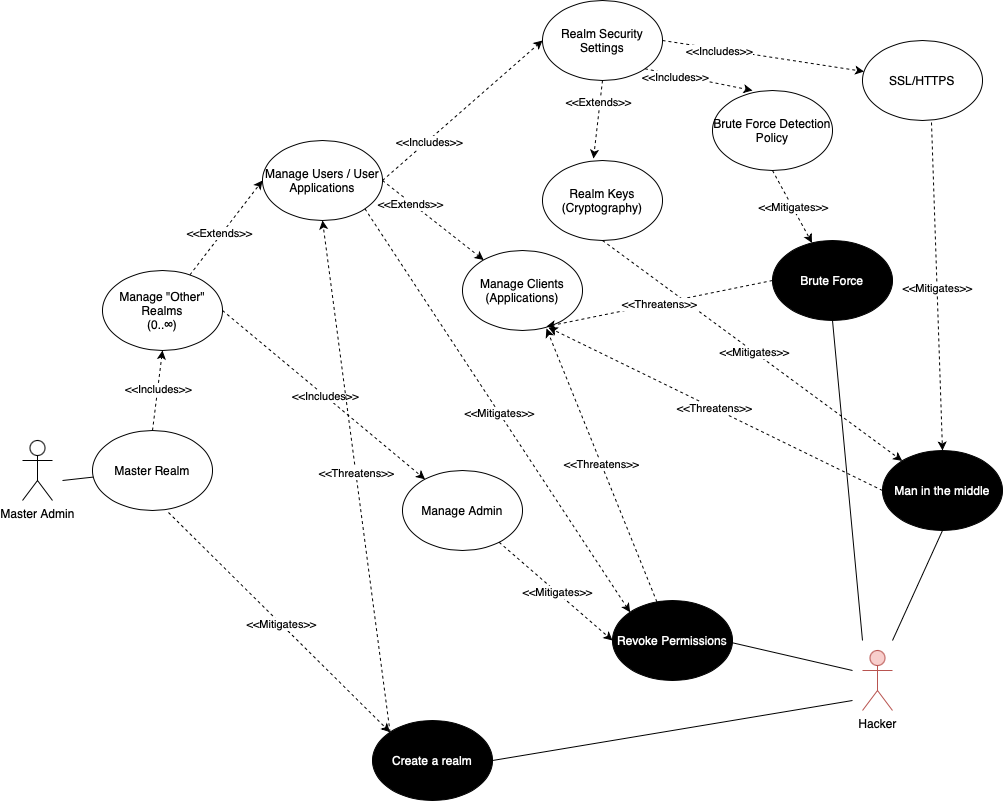 Realm Security
Settings
<<Includes>>
SSL/HTTPS
<<Includes>>
<<Extends>>
Brute Force Detection
Policy
<<Includes>>
Manage Users / User
Applications
Realm Keys
(Cryptography)
<<Extends>>
<<Mitigates>>
<<Extends>>
Manage Clients
(Applications)
Brute Force
<<Mitigates>>
Manage "Other"
Realms
(0..∞)
<<Threatens>>
<<Mitigates>>
<<Includes>>
<<Includes>>
<<Threatens>>
<<Mitigates>>
Master Realm
<<Threatens>>
<<Threatens>>
Man in the middle
Master Admin
Manage Admin
<<Mitigates>>
<<Mitigates>>
Revoke Permissions
Hacker
Create a realm